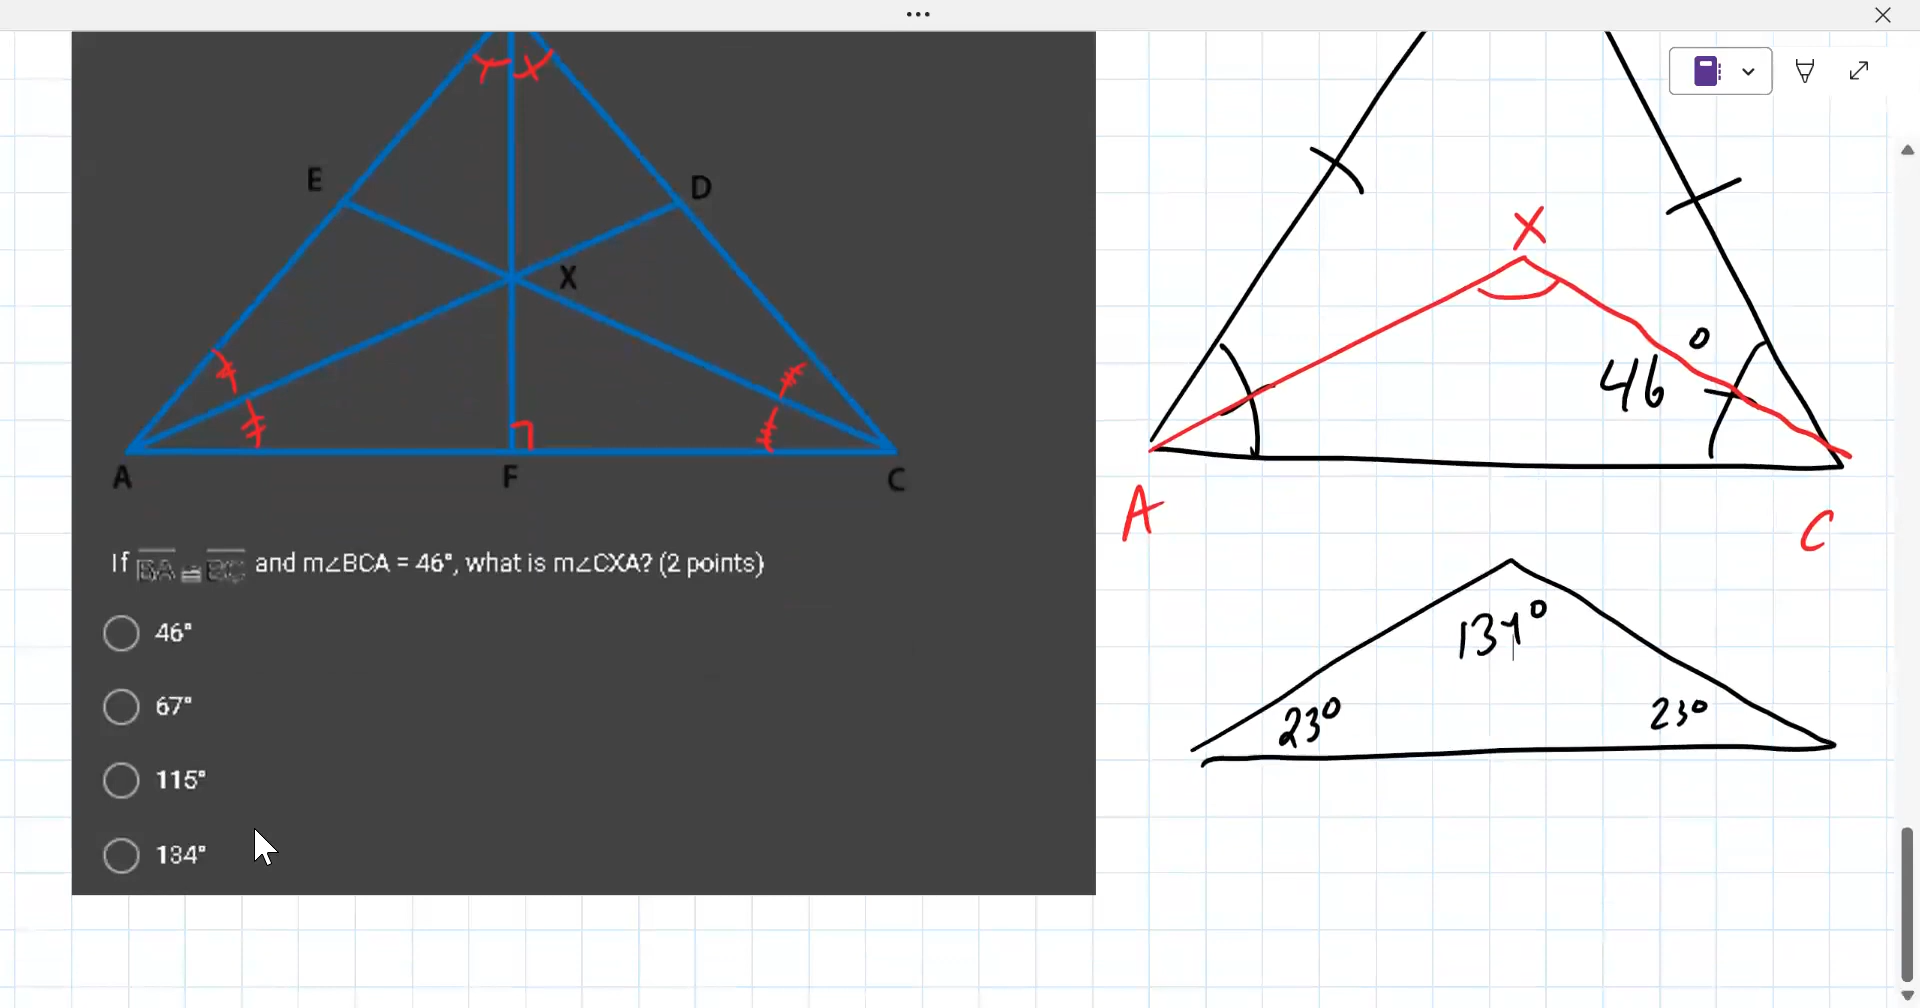 E
D
X
A
F
C
If BA ≅ BC and m∠BCA = 46°, what is m∠CXA? (2 points)
46°
67°
115°
134°
X
46°
A
C
134°
23°
23°